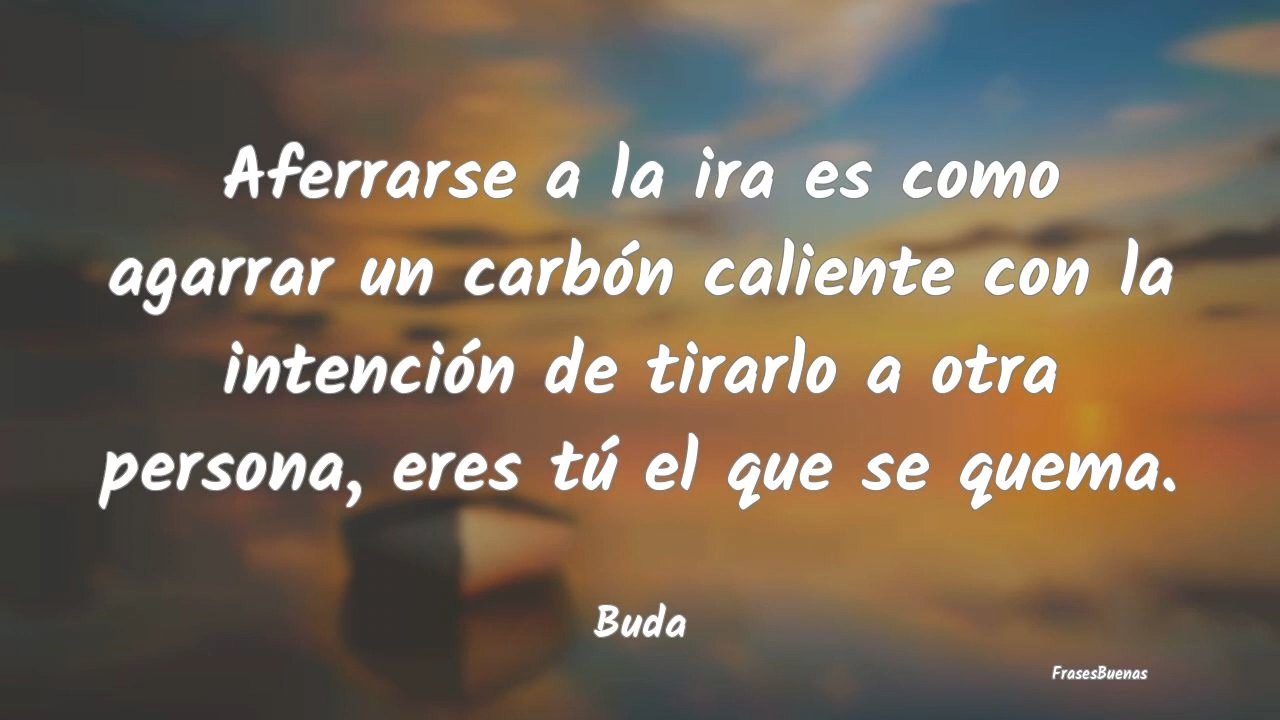 Aferrarse a la ira es como
agarrar un carbón caliente con la
intención de tirarlo a otra
persona, eres tú el que se quema.
Buda
FrasesBuenas